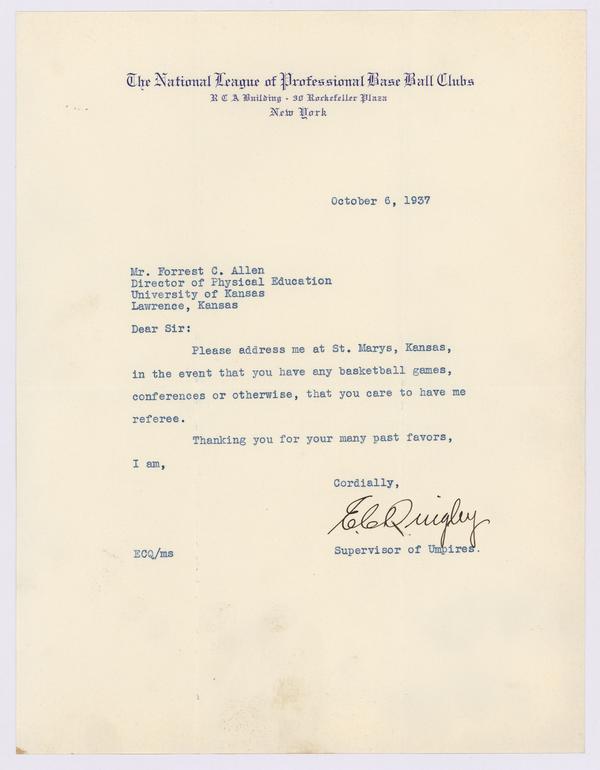 The National League of Professional Base Ball Clubs
R C A Building - 30 Rockefeller Plaza
New York
October 6, 1937
Mr. Forrest C. Allen
Director of Physical Education
University of Kansas
Lawrence, Kansas
Dear Sir:
Please address me at St. Marys, Kansas,
in the event that you have any basketball games,
conferences or otherwise, that you care to have me
referee.
Thanking you for your many past favors,
I am,
Cordially,
E.C. Quigley
ECQ/ms
Supervisor of Umpires.